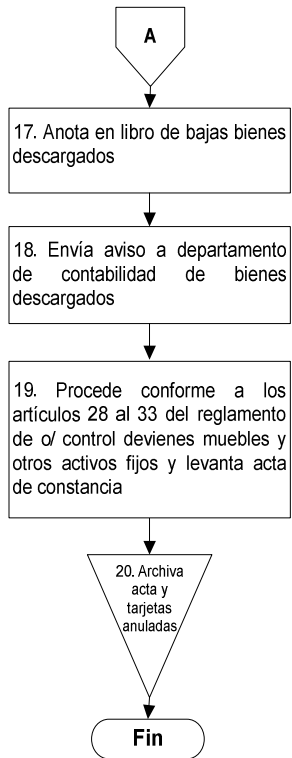 A
17. Anota en libro de bajas bienes
descargados
18. Envía aviso a departamento
de contabilidad de bienes
descargados
19. Procede conforme a los
artículos 28 al 33 del reglamento
de o/ control devienes muebles y
otros activos fijos y levanta acta
de constancia
20. Archiva
acta y
tarjetas
anuladas
Fin